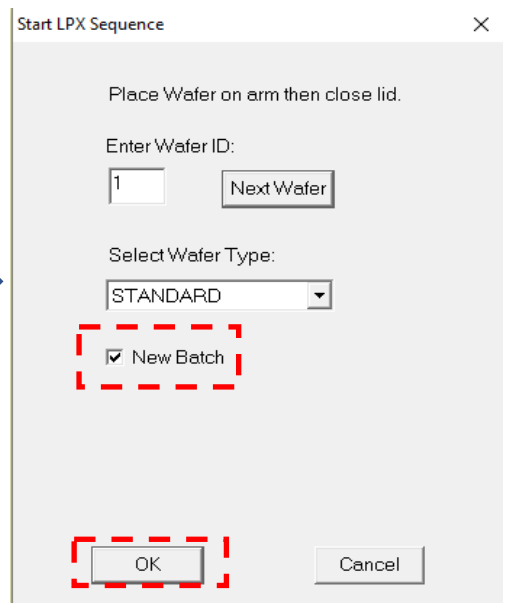 Start LPX Sequence
Place Wafer on arm then close lid.
Enter Wafer ID:
1
Next Wafer
Select Wafer Type:
STANDARD
New Batch
OK
Cancel